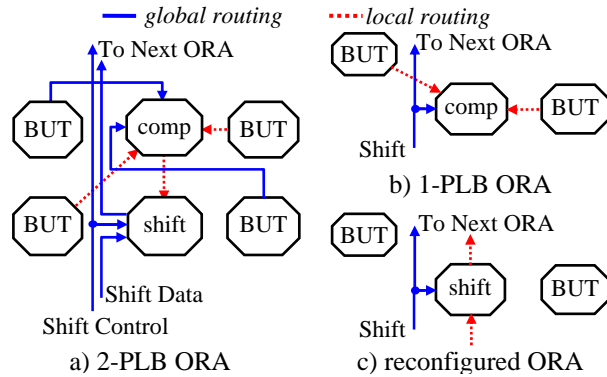 global routing
local routing
To Next ORA
BUT
comp
BUT
BUT
shift
BUT
Shift Data
Shift Control
a) 2-PLB ORA
To Next ORA
BUT
comp
BUT
Shift
b) 1-PLB ORA
To Next ORA
BUT
shift
BUT
Shift
c) reconfigured ORA